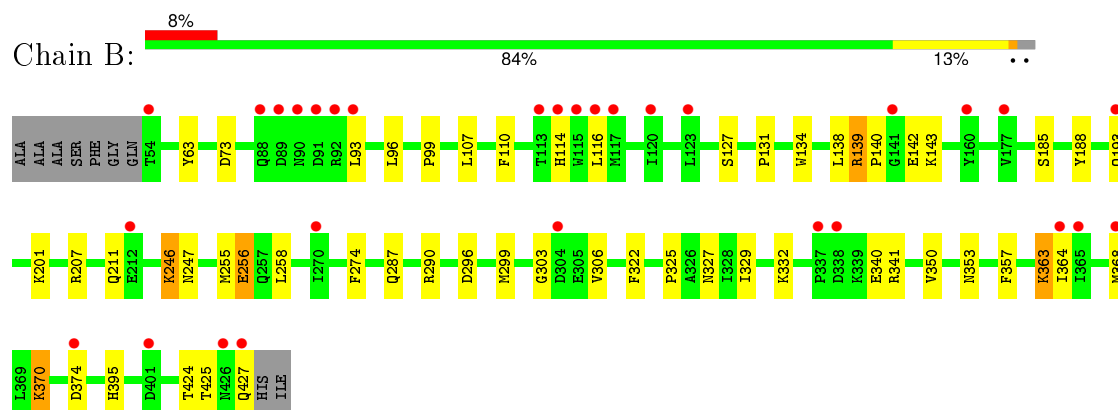 8%
Chain B:
84% 13% • •
ALA ALA ALA SER PHE GLY GLN T54 Y63 D73 Q88 D89 N90 D91 R92 L93 L96 P99 L107 F110 T113 H114 W115 L116 M117 I120 L123 S127 P131 W134 L138 R139 P140 G141 E142 K143 Y160 V177 S185 Y188
K201 R207 Q211 E212 K246 N247 M255 E256 Q257 L258 I270 F274 Q287 R290 D296 M299 G303 D304 E305 V306 F322 P325 A326 N327 I328 I329 K332 P337 D338 K339 E340 R341 V350 N353 F357 K363 I364 I365 M368
L369 K370 D374 H395 D401 T424 T425 N426 Q427 HIS ILE